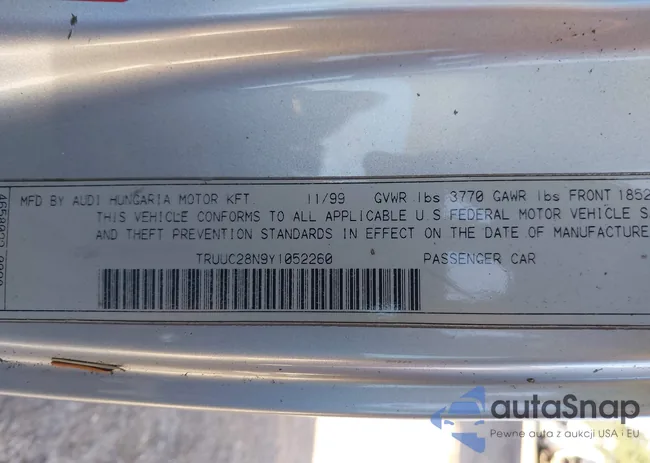 MFD BY AUDI HUNGARIA MOTOR KFT 11/99 GVWR lbs 3770 GAWR lbs FRONT 1852
THIS VEHICLE CONFORMS TO ALL APPLICABLE U.S FEDERAL MOTOR VEHICLE S
AND THEFT PREVENTION STANDARDS IN EFFECT ON THE DATE OF MANUFACTURE
TRUUC28N9Y1052260 PASSENGER CAR
autaSnap
Pewne auta z aukcji USA i EU